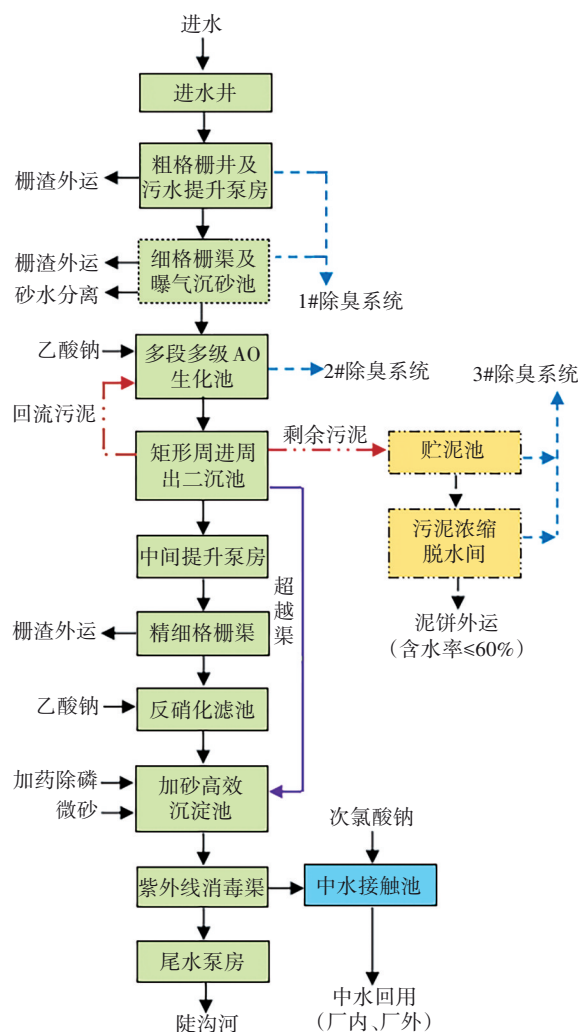 进水
进水井
粗格栅井及
污水提升泵房
栅渣外运
细格栅渠及
曝气沉砂池
栅渣外运
砂水分离
1#除臭系统
乙酸钠
多段多级AO
生化池
2#除臭系统
3#除臭系统
回流污泥
矩形周进周
出二沉池
剩余污泥
贮泥池
污泥浓缩
脱水间
泥饼外运
（含水率≤60%）
中间提升泵房
超越渠
栅渣外运
精细格栅渠
乙酸钠
反硝化滤池
加药除磷
微砂
加砂高效
沉淀池
次氯酸钠
紫外线消毒渠
中水接触池
尾水泵房
陡沟河
中水回用
（厂内、厂外）